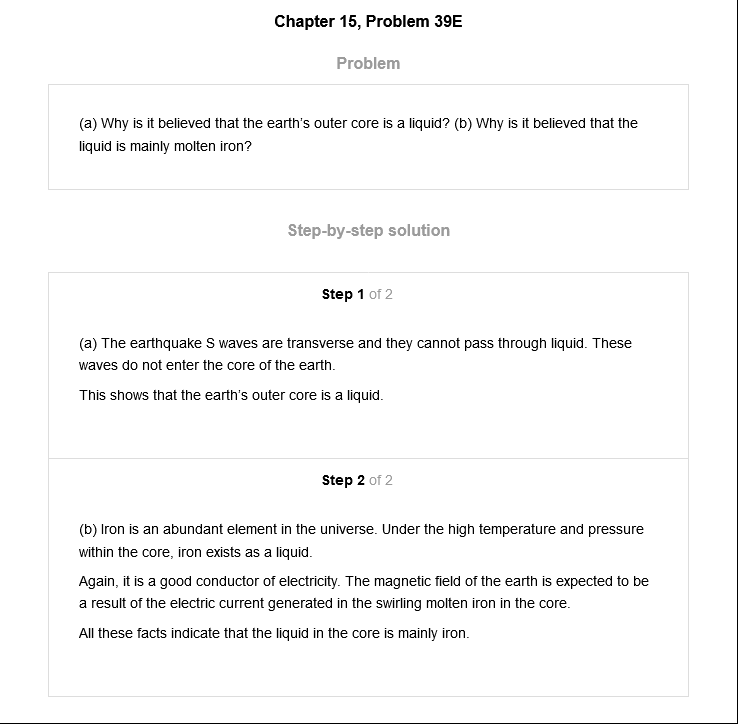 Chapter 15, Problem 39E
Problem
(a) Why is it believed that the earth's outer core is a liquid? (b) Why is it believed that the
liquid is mainly molten iron?
Step-by-step solution
Step 1 of 2
(a) The earthquake S waves are transverse and they cannot pass through liquid. These
waves do not enter the core of the earth.
This shows that the earth's outer core is a liquid.
Step 2 of 2
(b) Iron is an abundant element in the universe. Under the high temperature and pressure
within the core, iron exists as a liquid.
Again, it is a good conductor of electricity. The magnetic field of the earth is expected to be
a result of the electric current generated in the swirling molten iron in the core.
All these facts indicate that the liquid in the core is mainly iron.